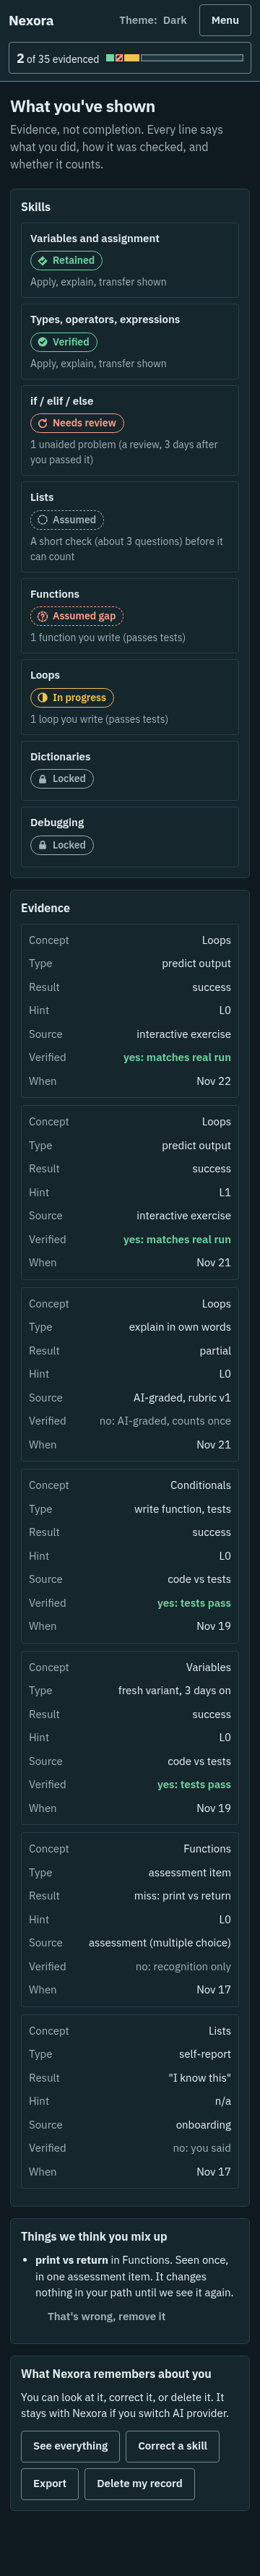 Nexora
Theme: Dark
Menu
2 of 35 evidenced
What you've shown
Evidence, not completion. Every line says
what you did, how it was checked, and
whether it counts.
Skills
Variables and assignment
Retained
Apply, explain, transfer shown
Types, operators, expressions
Verified
Apply, explain, transfer shown
if / elif / else
Needs review
1 unaided problem (a review, 3 days after
you passed it)
Lists
Assumed
A short check (about 3 questions) before it
can count
Functions
Assumed gap
1 function you write (passes tests)
Loops
In progress
1 loop you write (passes tests)
Dictionaries
Locked
Debugging
Locked
Evidence
Concept Loops
Type predict output
Result success
Hint L0
Source interactive exercise
Verified yes: matches real run
When Nov 22
Concept Loops
Type predict output
Result success
Hint L1
Source interactive exercise
Verified yes: matches real run
When Nov 21
Concept Loops
Type explain in own words
Result partial
Hint L0
Source AI-graded, rubric v1
Verified no: AI-graded, counts once
When Nov 21
Concept Conditionals
Type write function, tests
Result success
Hint L0
Source code vs tests
Verified yes: tests pass
When Nov 19
Concept Variables
Type fresh variant, 3 days on
Result success
Hint L0
Source code vs tests
Verified yes: tests pass
When Nov 19
Concept Functions
Type assessment item
Result miss: print vs return
Hint L0
Source assessment (multiple choice)
Verified no: recognition only
When Nov 17
Concept Lists
Type self-report
Result "I know this"
Hint n/a
Source onboarding
Verified no: you said
When Nov 17
Things we think you mix up
• print vs return in Functions. Seen once,
in one assessment item. It changes
nothing in your path until we see it again.
That's wrong, remove it
What Nexora remembers about you
You can look at it, correct it, or delete it. It
stays with Nexora if you switch AI provider.
See everything
Correct a skill
Export
Delete my record